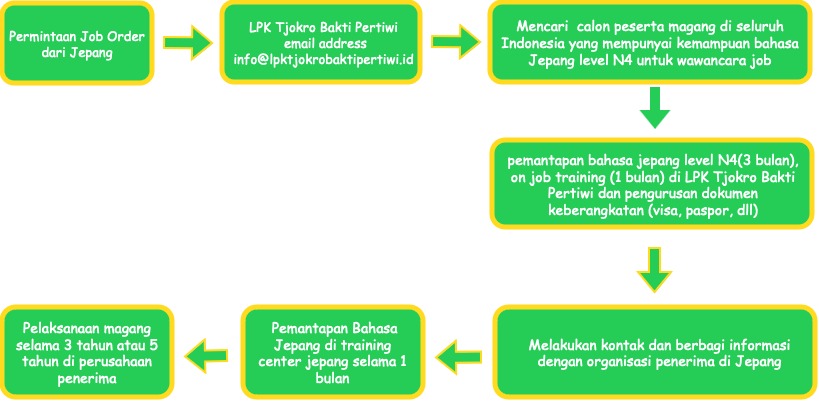 Permintaan Job Order
dari Jepang
LPK Tjokro Bakti Pertiwi
email address
info@lpktjokrobaktipertiwi.id
Mencari calon peserta magang di seluruh
Indonesia yang mempunyai kemampuan bahasa
Jepang level N4 untuk wawancara job
pemantapan bahasa jepang level N4(3 bulan),
on job training (1 bulan) di LPK Tjokro Bakti
Pertiwi dan pengurusan dokumen
keberangkatan (visa, paspor, dll)
Melakukan kontak dan berbagi informasi
dengan organisasi penerima di Jepang
Pemantapan Bahasa
Jepang di training
center jepang selama 1
bulan
Pelaksanaan magang
selama 3 tahun atau 5
tahun di perusahaan
penerima